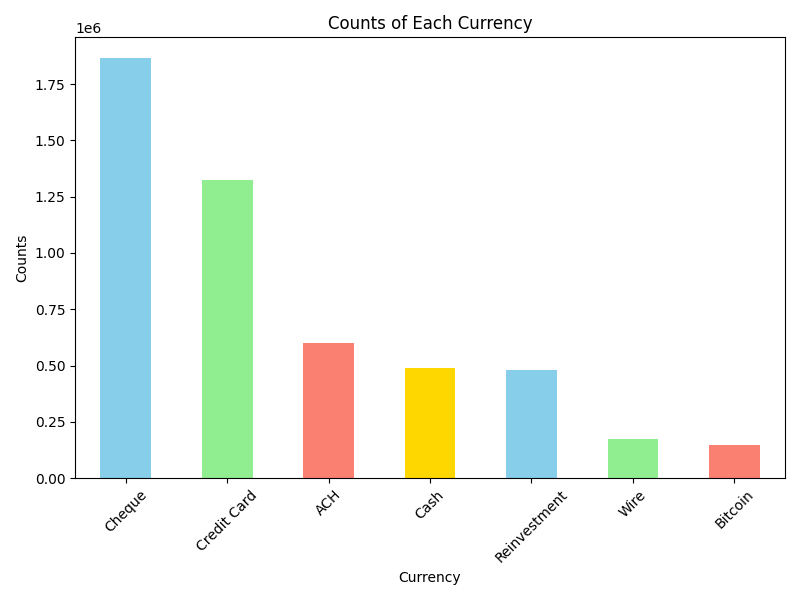 Counts of Each Currency
1e6
1.75
1.50
1.25
1.00
0.75
0.50
0.25
0.00
Counts
Cheque
Credit Card
ACH
Cash
Reinvestment
Wire
Bitcoin
Currency